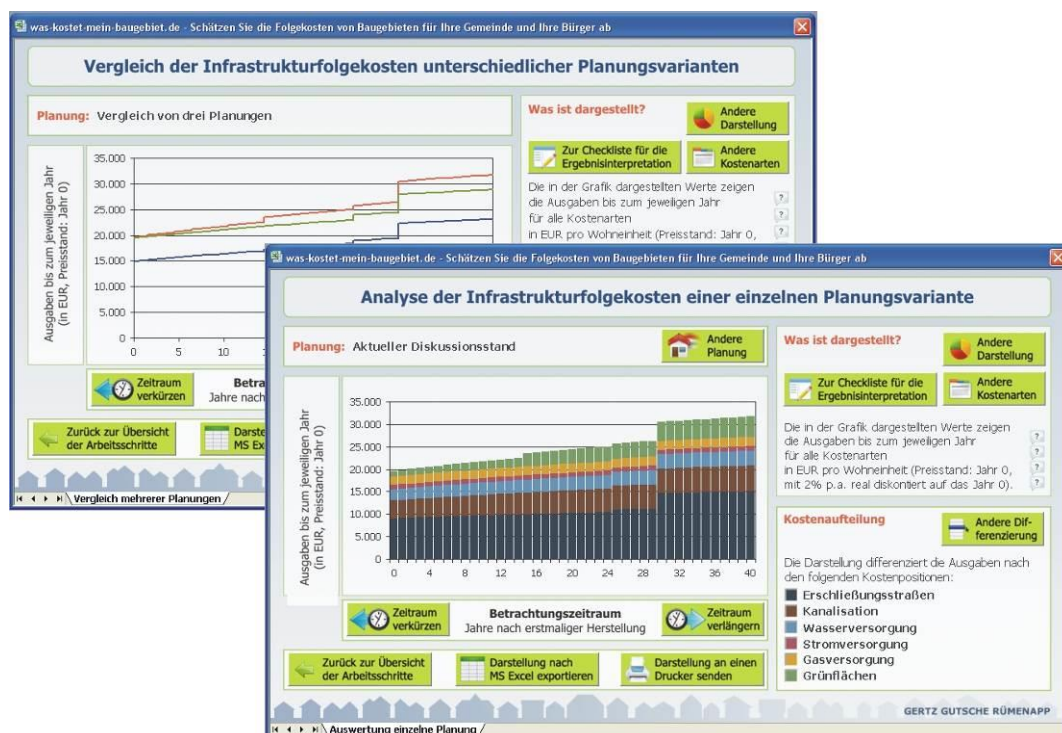 was-kostet-mein-baugebiet.de - Schätzen Sie die Folgekosten von Baugebieten für Ihre Gemeinde und Ihre Bürger ab
Vergleich der Infrastrukturfolgekosten unterschiedlicher Planungsvarianten
Planung: Vergleich von drei Planungen
Ausgaben bis zum jeweiligen Jahr
(in EUR, Preisstand: Jahr 0)
35.000
30.000
25.000
20.000
15.000
10.000
5.000
0
0 5 10
Zeitraum
verkürzen
Jahre nach
Zurück zur Übersicht
der Arbeitsschritte
MS Exce
Vergleich mehrerer Planungen
Was ist dargestellt?
Andere
Darstellung
Zur Checkliste für die
Ergebnisinterpretation
Andere
Kostenarten
Die in der Grafik dargestellten Werte zeigen
die Ausgaben bis zum jeweiligen Jahr
für alle Kostenarten
in EUR pro Wohneinheit (Preisstand: Jahr 0,
?
?
?
was-kostet-mein-baugebiet.de - Schätzen Sie die Folgekosten von Baugebieten für Ihre Gemeinde und Ihre Bürger ab
Analyse der Infrastrukturfolgekosten einer einzelnen Planungsvariante
Planung: Aktueller Diskussionsstand
Andere
Planung
Ausgaben bis zum jeweiligen Jahr
(in EUR, Preisstand: Jahr 0)
35.000
30.000
25.000
20.000
15.000
10.000
5.000
0
0 4 8 12 16 20 24 28 32 36 40
Zeitraum
verkürzen
Betrachtungszeitraum
Jahre nach erstmaliger Herstellung
Zeitraum
verlängern
Zurück zur Übersicht
der Arbeitsschritte
Darstellung nach
MS Excel exportieren
Darstellung an einen
Drucker senden
Was ist dargestellt?
Andere
Darstellung
Zur Checkliste für die
Ergebnisinterpretation
Andere
Kostenarten
Die in der Grafik dargestellten Werte zeigen
die Ausgaben bis zum jeweiligen Jahr
für alle Kostenarten
in EUR pro Wohneinheit (Preisstand: Jahr 0,
mit 2% p.a. real diskontiert auf das Jahr 0).
?
?
?
?
Kostenaufteilung
Andere Dif-
ferenzierung
Die Darstellung differenziert die Ausgaben nach
den folgenden Kostenpositionen:
Erschließungsstraßen
Kanalisation
Wasserversorgung
Stromversorgung
Gasversorgung
Grünflächen
GERTZ GUTSCHE RÜMENAPP
Auswertung einzelne Planung